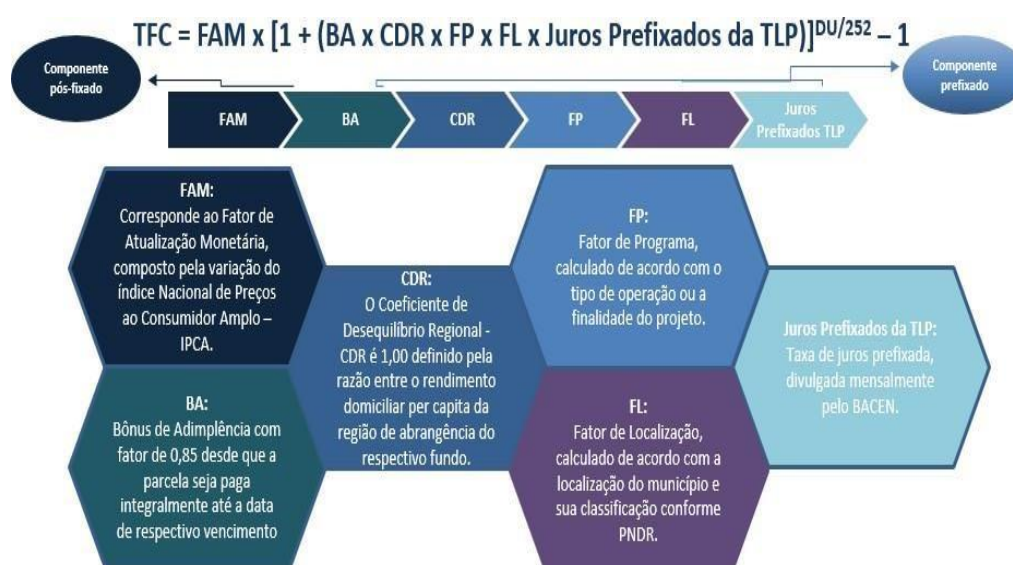 TFC = FAM x [1 + (BA x CDR x FP x FL x Juros Prefixados da TLP)]^DU/252 – 1
Componente
pós-fixado
Componente
prefixado
FAM
BA
CDR
FP
FL
Juros
Prefixados TLP
FAM:
Corresponde ao Fator de
Atualização Monetária,
composto pela variação do
índice Nacional de Preços
ao Consumidor Amplo –
IPCA.
BA:
Bônus de Adimplência com
fator de 0,85 desde que a
parcela seja paga
integralmente até a data
de respectivo vencimento
CDR:
O Coeficiente de
Desequilíbrio Regional -
CDR é 1,00 definido pela
razão entre o rendimento
domiciliar per capita da
região de abrangência do
respectivo fundo.
FP:
Fator de Programa,
calculado de acordo com o
tipo de operação ou a
finalidade do projeto.
FL:
Fator de Localização,
calculado de acordo com a
localização do município e
sua classificação conforme
PNDR.
Juros Prefixados da TLP:
Taxa de juros prefixada,
divulgada mensalmente
pelo BACEN.